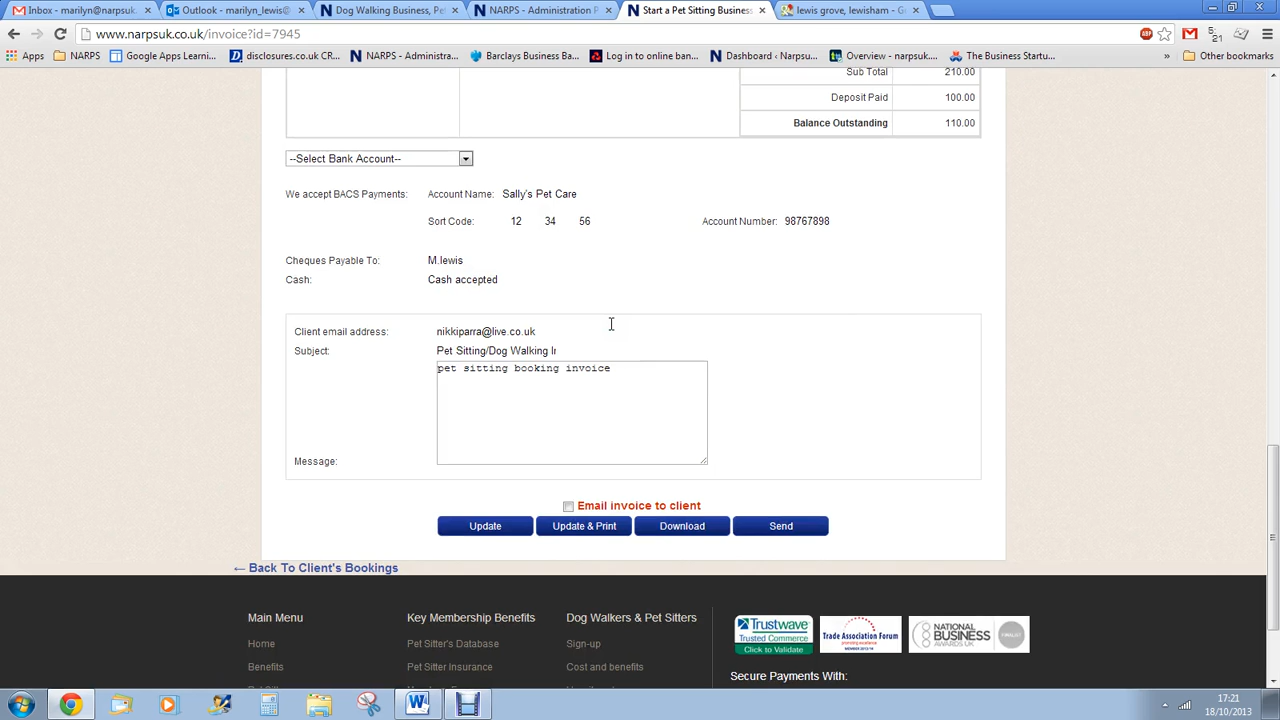 Inbox - marilyn@narpsuk.c
Outlook - marilyn_lewis@
Dog Walking Business, Pe
NARPS - Administration P
Start a Pet Sitting Business
lewis grove, lewisham - G
www.narpsuk.co.uk/invoice?id=7945
ABP
5
21
Apps
NARPS
Google Apps Learni...
disclosures.co.uk CR...
NARPS - Administra...
Barclays Business Ba...
Log in to online ban...
Dashboard ‹ Narpsu...
Overview - narpsuk....
The Business Startu...
»
Other bookmarks
Sub Total 210.00
Deposit Paid 100.00
Balance Outstanding 110.00
--Select Bank Account--
We accept BACS Payments: Account Name: Sally's Pet Care
Sort Code: 12 34 56 Account Number: 98767898
Cheques Payable To: M.lewis
Cash: Cash accepted
Client email address: nikkiparra@live.co.uk
Subject: Pet Sitting/Dog Walking In
pet sitting booking invoice
Message:
Email invoice to client
Update Update & Print Download Send
← Back To Client's Bookings
Main Menu Key Membership Benefits Dog Walkers & Pet Sitters
Home Pet Sitter's Database Sign-up
Benefits Pet Sitter Insurance Cost and benefits
Trustwave
Trusted Commerce
Click to Validate
Trade Association Forum
MEMBER 2013-14
NATIONAL
BUSINESS
AWARDS UK
FINALIST
Secure Payments With:
17:21
18/10/2013